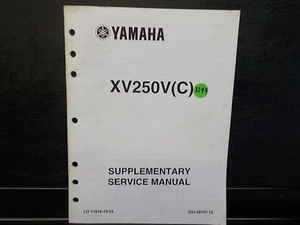 YAMAHA
XV250V(C)
SUPPLEMENTARY
SERVICE MANUAL